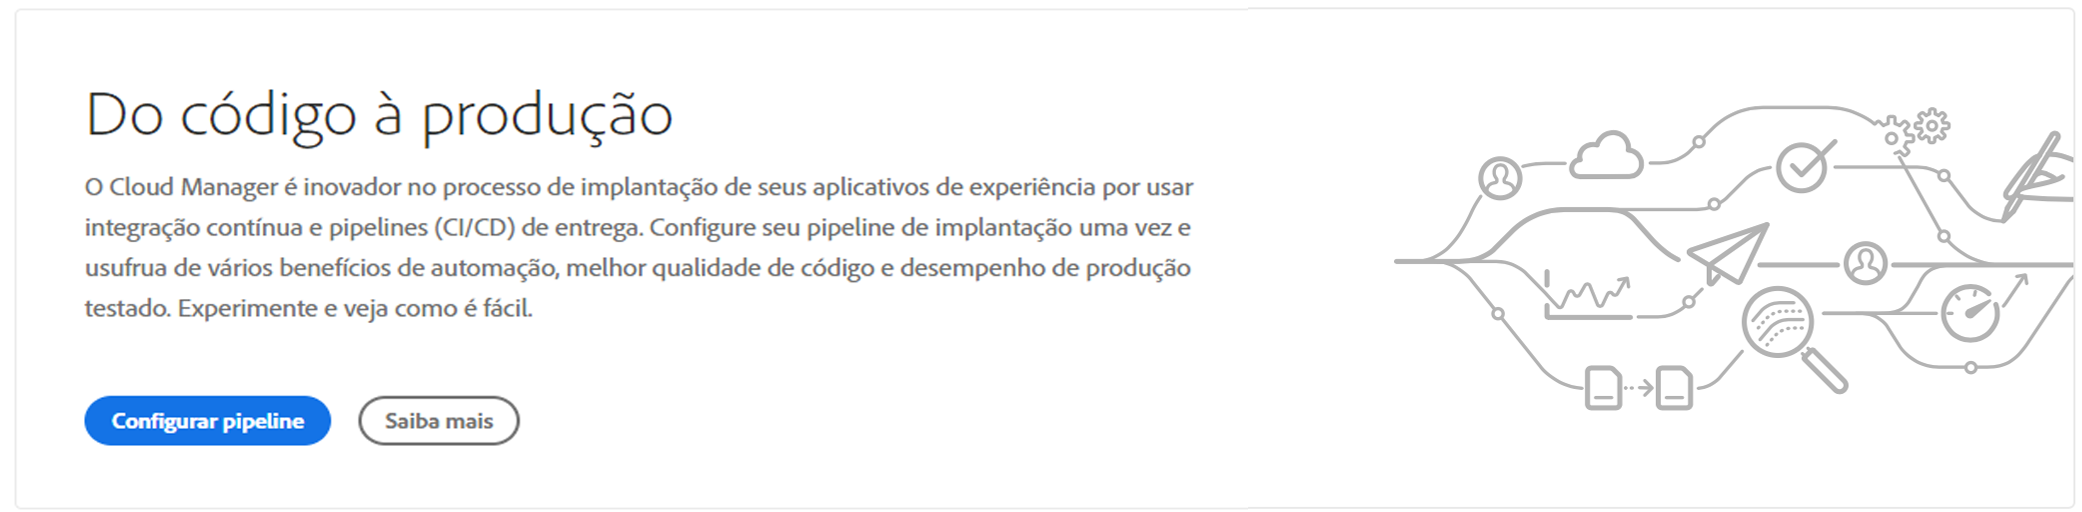 Do código à produção
O Cloud Manager é inovador no processo de implantação de seus aplicativos de experiência por usar
integração contínua e pipelines (CI/CD) de entrega. Configure seu pipeline de implantação uma vez e
usufrua de vários benefícios de automação, melhor qualidade de código e desempenho de produção
testado. Experimente e veja como é fácil.
Configurar pipeline
Saiba mais